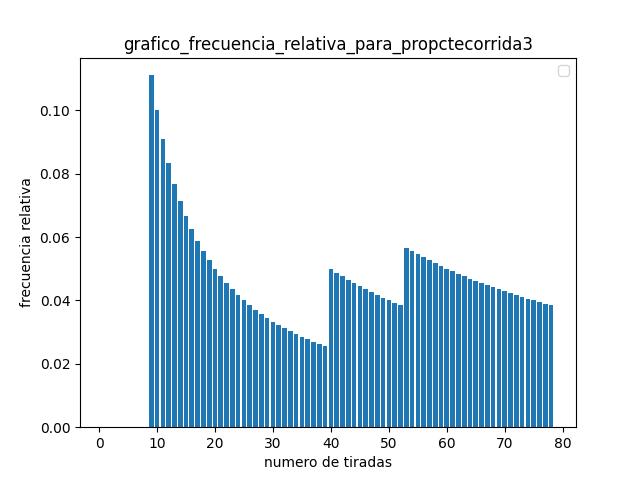 grafico_frecuencia_relativa_para_propctecorrida3
0.10
0.08
0.06
0.04
0.02
0.00
frecuencia relativa
0 10 20 30 40 50 60 70 80
numero de tiradas